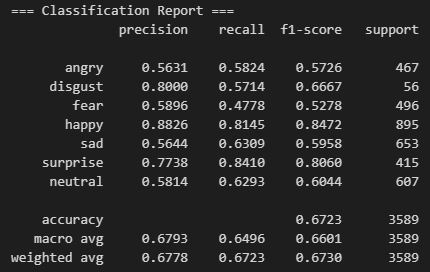 === Classification Report ===
precision recall f1-score support
angry 0.5631 0.5824 0.5726 467
disgust 0.8000 0.5714 0.6667 56
fear 0.5896 0.4778 0.5278 496
happy 0.8826 0.8145 0.8472 895
sad 0.5644 0.6309 0.5958 653
surprise 0.7738 0.8410 0.8060 415
neutral 0.5814 0.6293 0.6044 607
accuracy 0.6723 3589
macro avg 0.6793 0.6496 0.6601 3589
weighted avg 0.6778 0.6723 0.6730 3589